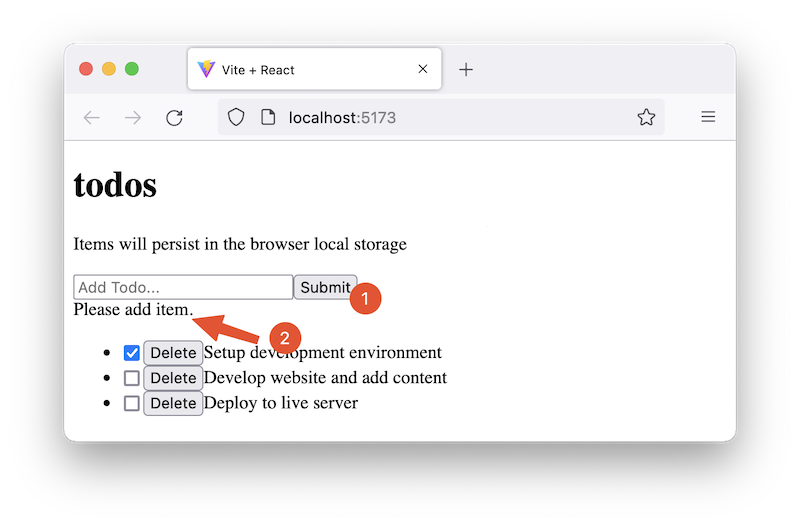 Vite + React
localhost:5173
todos
Items will persist in the browser local storage
Add Todo... Submit 1
Please add item.
2
Delete Setup development environment
Delete Develop website and add content
Delete Deploy to live server